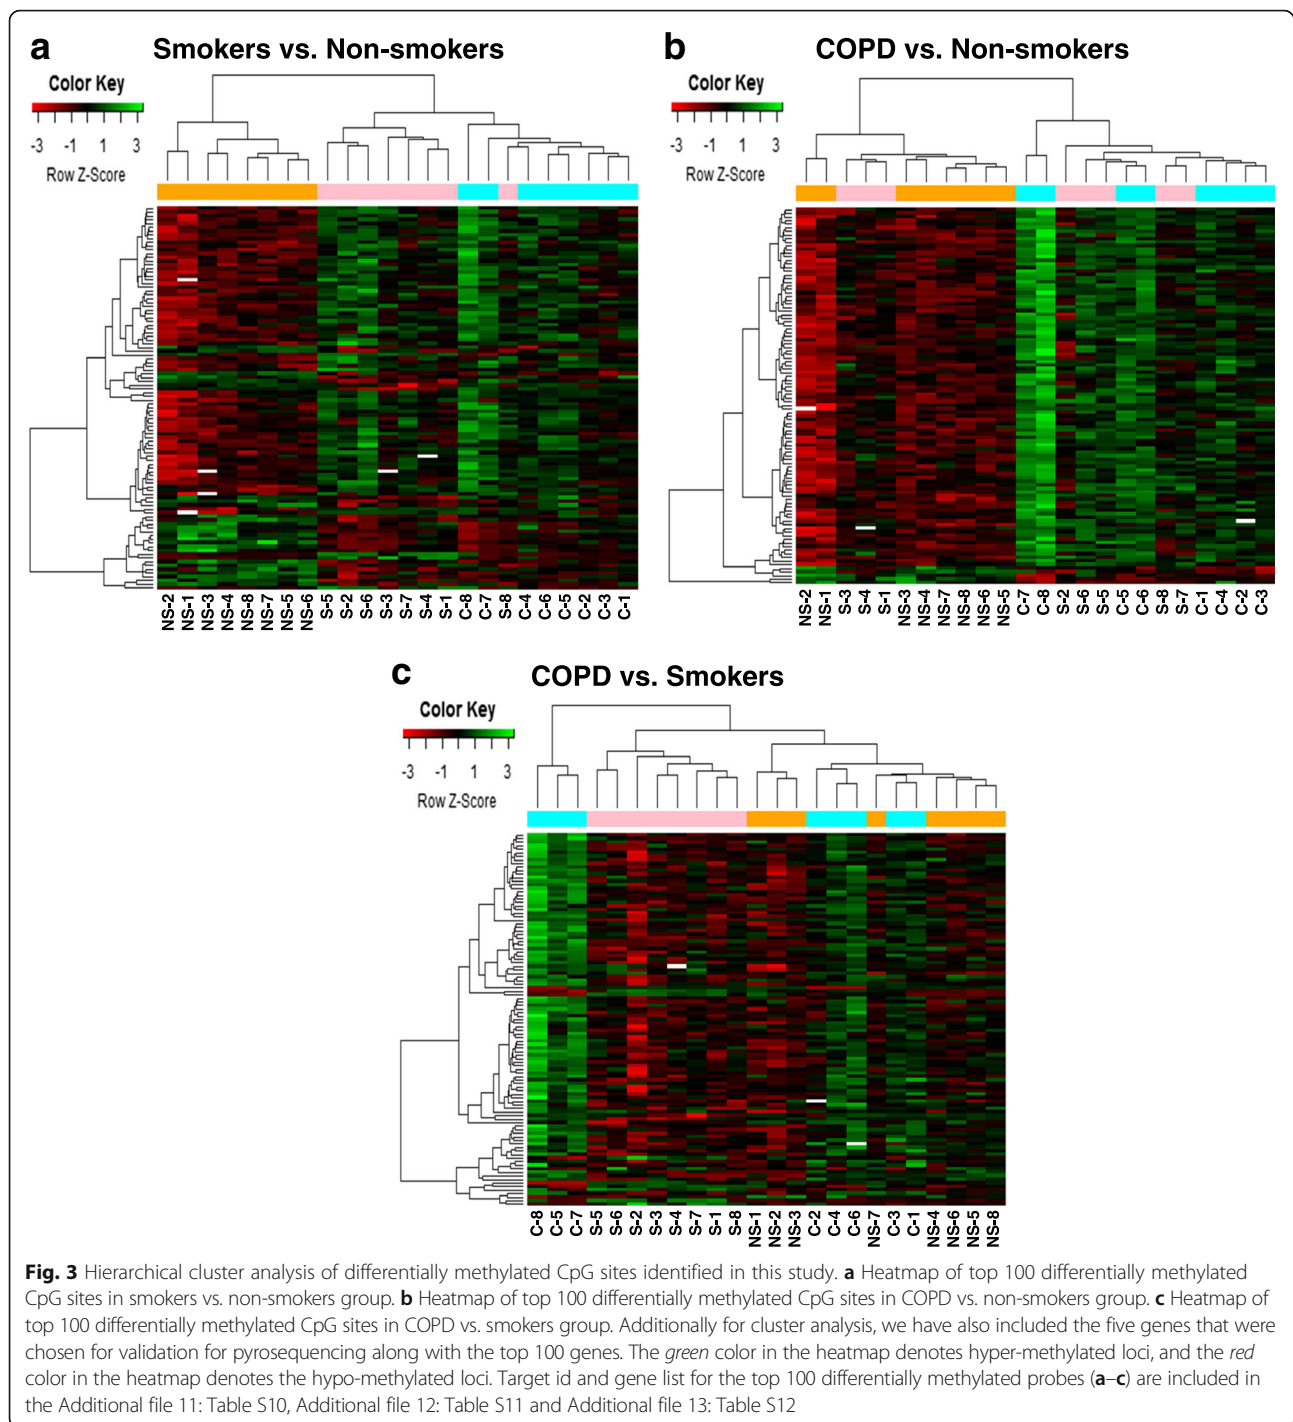 a
Smokers vs. Non-smokers
Color Key
-3 -1 1 3
Row Z-Score
NS-2 NS-1 NS-3 NS-4 NS-8 NS-7 NS-5 NS-6 S-5 S-2 S-6 S-3 S-7 S-4 S-1 C-8 C-7 S-8 C-4 C-6 C-5 C-2 C-3 C-1
b
COPD vs. Non-smokers
Color Key
-3 -1 1 3
Row Z-Score
NS-2 NS-1 S-3 S-4 S-1 NS-3 NS-4 NS-7 NS-8 NS-6 NS-5 C-7 C-8 S-2 S-6 S-5 C-5 C-6 S-8 S-7 C-1 C-4 C-2 C-3
c
COPD vs. Smokers
Color Key
-3 -1 1 3
Row Z-Score
C-8 C-5 C-7 S-5 S-6 S-2 S-3 S-4 S-7 S-1 S-8 NS-1 NS-2 NS-3 C-2 C-4 C-6 NS-7 C-3 C-1 NS-4 NS-6 NS-5 NS-8
Fig. 3 Hierarchical cluster analysis of differentially methylated CpG sites identified in this study. a Heatmap of top 100 differentially methylated
CpG sites in smokers vs. non-smokers group. b Heatmap of top 100 differentially methylated CpG sites in COPD vs. non-smokers group. c Heatmap of
top 100 differentially methylated CpG sites in COPD vs. smokers group. Additionally for cluster analysis, we have also included the five genes that were
chosen for validation for pyrosequencing along with the top 100 genes. The green color in the heatmap denotes hyper-methylated loci, and the red
color in the heatmap denotes the hypo-methylated loci. Target id and gene list for the top 100 differentially methylated probes (a–c) are included in
the Additional file 11: Table S10, Additional file 12: Table S11 and Additional file 13: Table S12